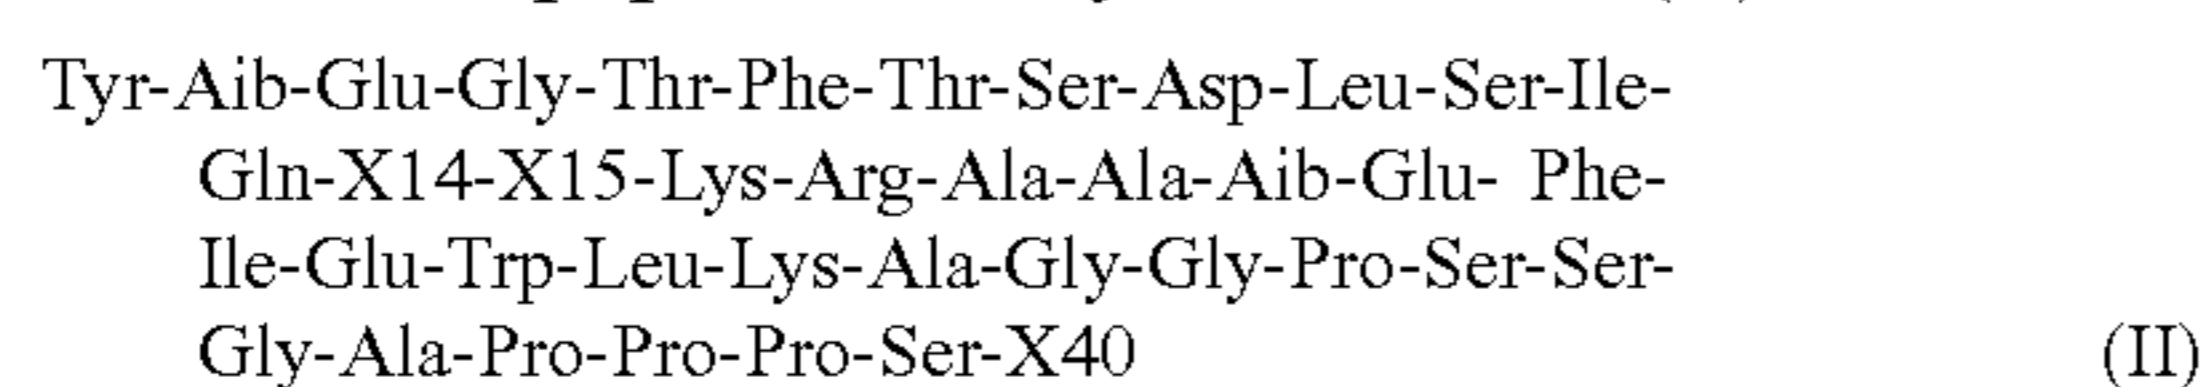 Tyr-Aib-Glu-Gly-Thr-Phe-Thr-Ser-Asp-Leu-Ser-Ile-
Gln-X14-X15-Lys-Arg-Ala-Ala-Aib-Glu- Phe-
Ile-Glu-Trp-Leu-Lys-Ala-Gly-Gly-Pro-Ser-Ser-
Gly-Ala-Pro-Pro-Pro-Ser-X40 (II)